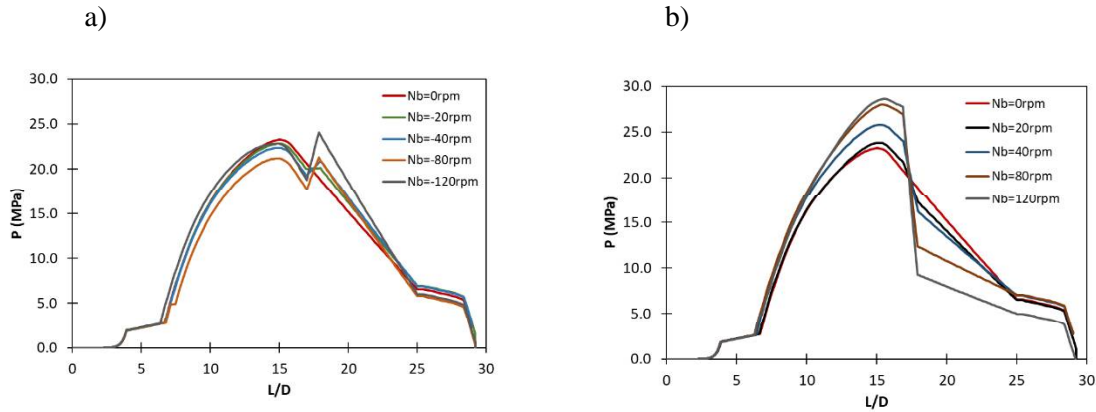 a)
b)
30.0
25.0
20.0
15.0
10.0
5.0
0.0
P (MPa)
0 5 10 15 20 25 30
L/D
Nb=0rpm
Nb=-20rpm
Nb=-40rpm
Nb=-80rpm
Nb=-120rpm
30.0
25.0
20.0
15.0
10.0
5.0
0.0
P (MPa)
0 5 10 15 20 25 30
L/D
Nb=0rpm
Nb=20rpm
Nb=40rpm
Nb=80rpm
Nb=120rpm